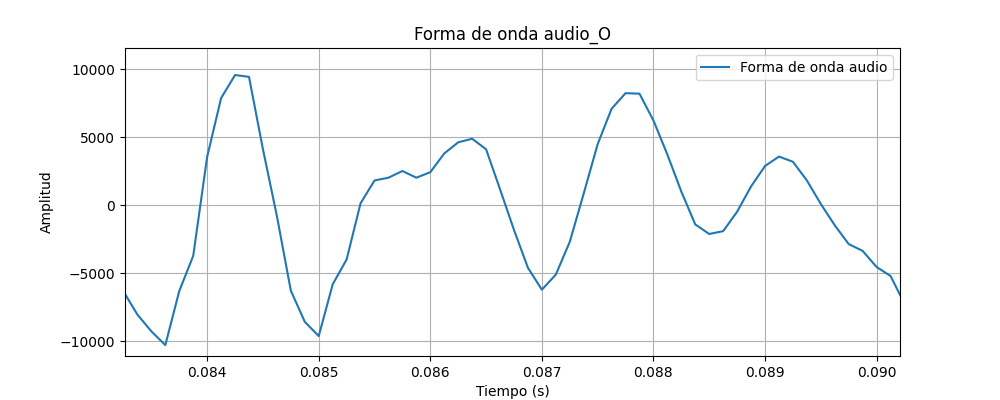 Forma de onda audio_O
Forma de onda audio
Amplitud
10000
5000
0
−5000
−10000
0.084 0.085 0.086 0.087 0.088 0.089 0.090
Tiempo (s)